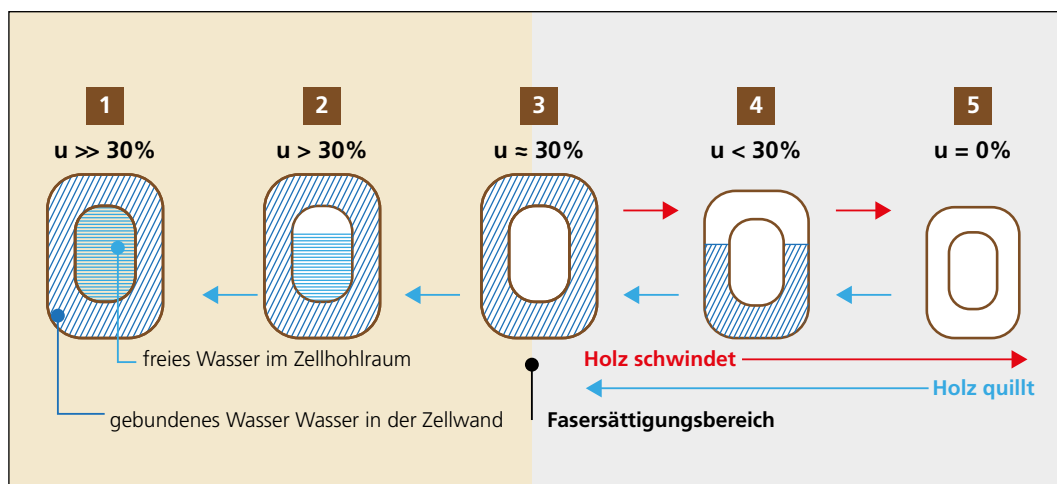 1 2 3 4 5
u >> 30% u > 30% u ≈ 30% u < 30% u = 0%
freies Wasser im Zellhohlraum
Holz schwindet
Holz quillt
gebundenes Wasser Wasser in der Zellwand
Fasersättigungsbereich